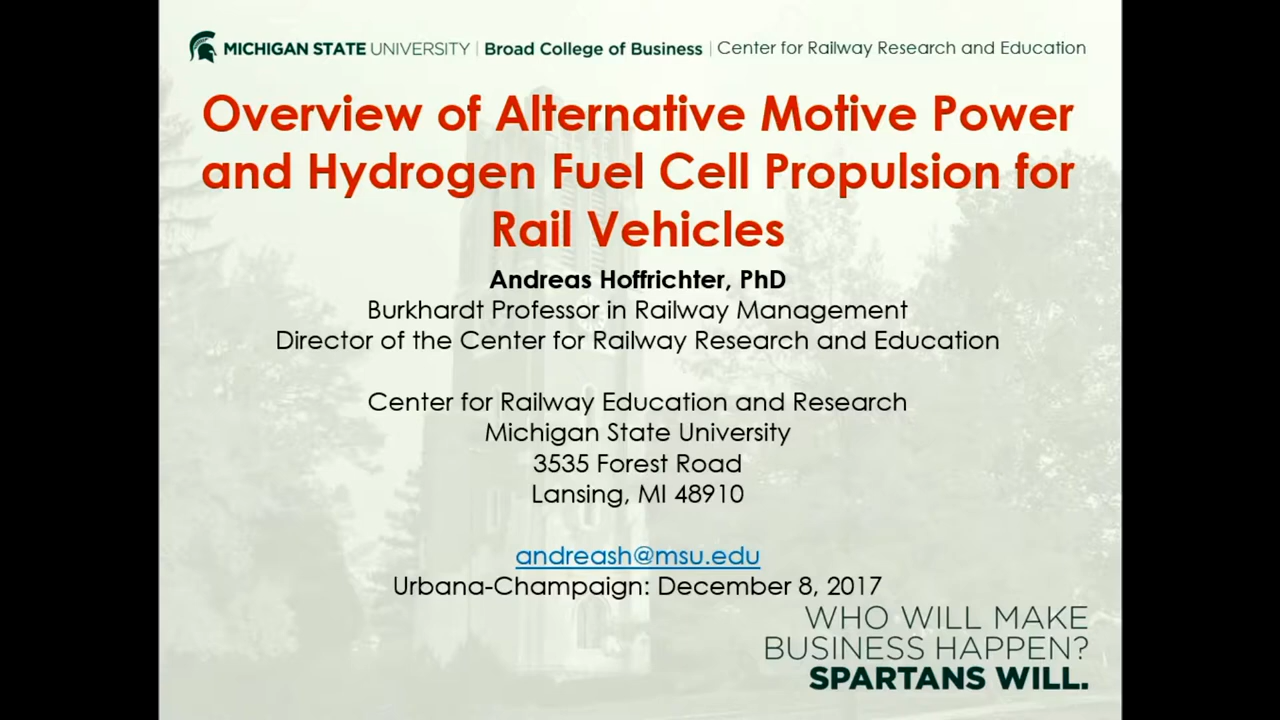 MICHIGAN STATE UNIVERSITY | Broad College of Business | Center for Railway Research and Education
Overview of Alternative Motive Power
and Hydrogen Fuel Cell Propulsion for
Rail Vehicles
Andreas Hoffrichter, PhD
Burkhardt Professor in Railway Management
Director of the Center for Railway Research and Education
Center for Railway Education and Research
Michigan State University
3535 Forest Road
Lansing, MI 48910
andreash@msu.edu
Urbana-Champaign: December 8, 2017
WHO WILL MAKE
BUSINESS HAPPEN?
SPARTANS WILL.